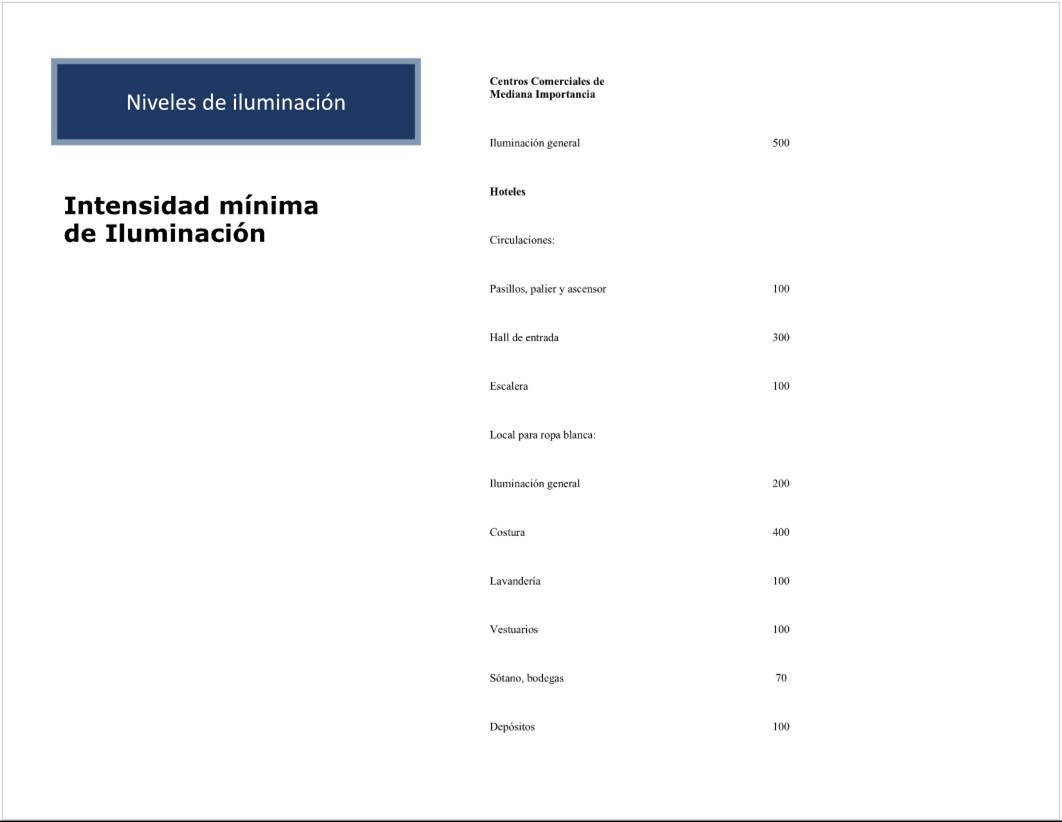 Niveles de iluminación
Intensidad mínima
de Iluminación
Centros Comerciales de
Mediana Importancia
Iluminación general 500
Hoteles
Circulaciones:
Pasillos, palier y ascensor 100
Hall de entrada 300
Escalera 100
Local para ropa blanca:
Iluminación general 200
Costura 400
Lavandería 100
Vestuarios 100
Sótano, bodegas 70
Depósitos 100